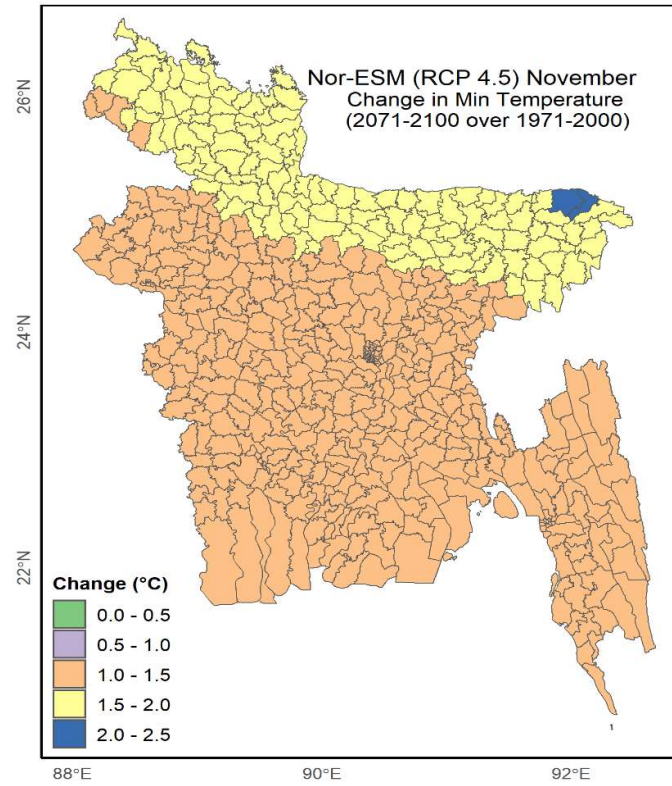 Nor-ESM (RCP 4.5) November
Change in Min Temperature
(2071-2100 over 1971-2000)
26°N
24°N
22°N
Change (°C)
0.0 - 0.5
0.5 - 1.0
1.0 - 1.5
1.5 - 2.0
2.0 - 2.5
88°E
90°E
92°E